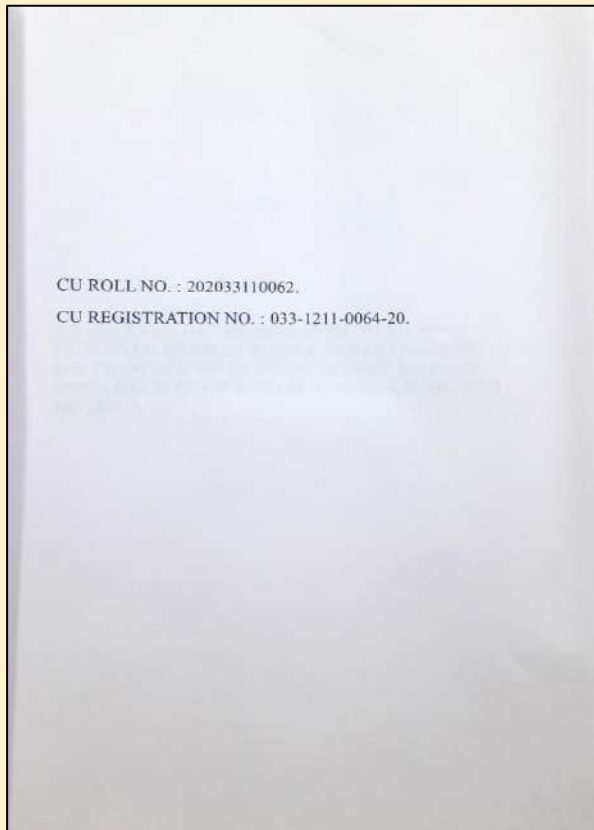 CU ROLL NO. : 202033110062.
CU REGISTRATION NO. : 033-1211-0064-20.